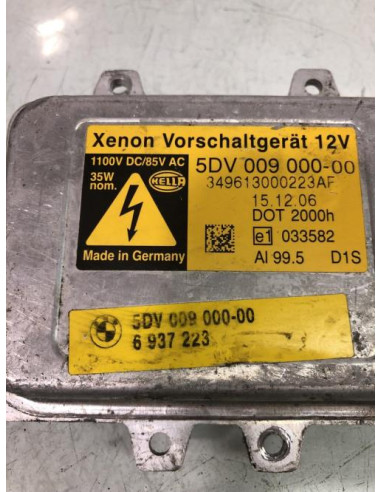 Xenon Vorschaltgerät 12V
1100V DC/85V AC
35W
nom.
HELLA
Made in Germany
5DV 009 000-00
349613000223AF
15.12.06
DOT 2000h
e1 033582
Al 99.5 D1S
5DV 009 000-00
6 937 223